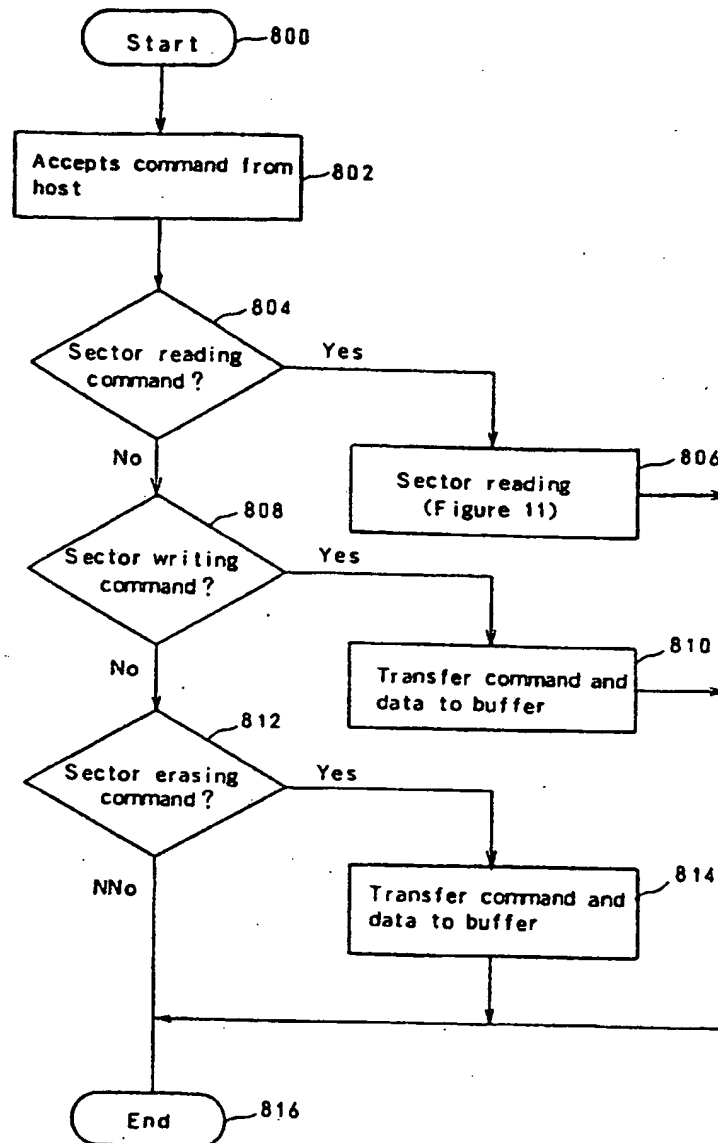 Start
800
Accepts command from
host
802
804
Sector reading
command?
Yes
No
806
Sector reading
(Figure 11)
808
Sector writing
command?
Yes
No
810
Transfer command and
data to buffer
812
Sector erasing
command?
Yes
NNo
814
Transfer command and
data to buffer
End
816